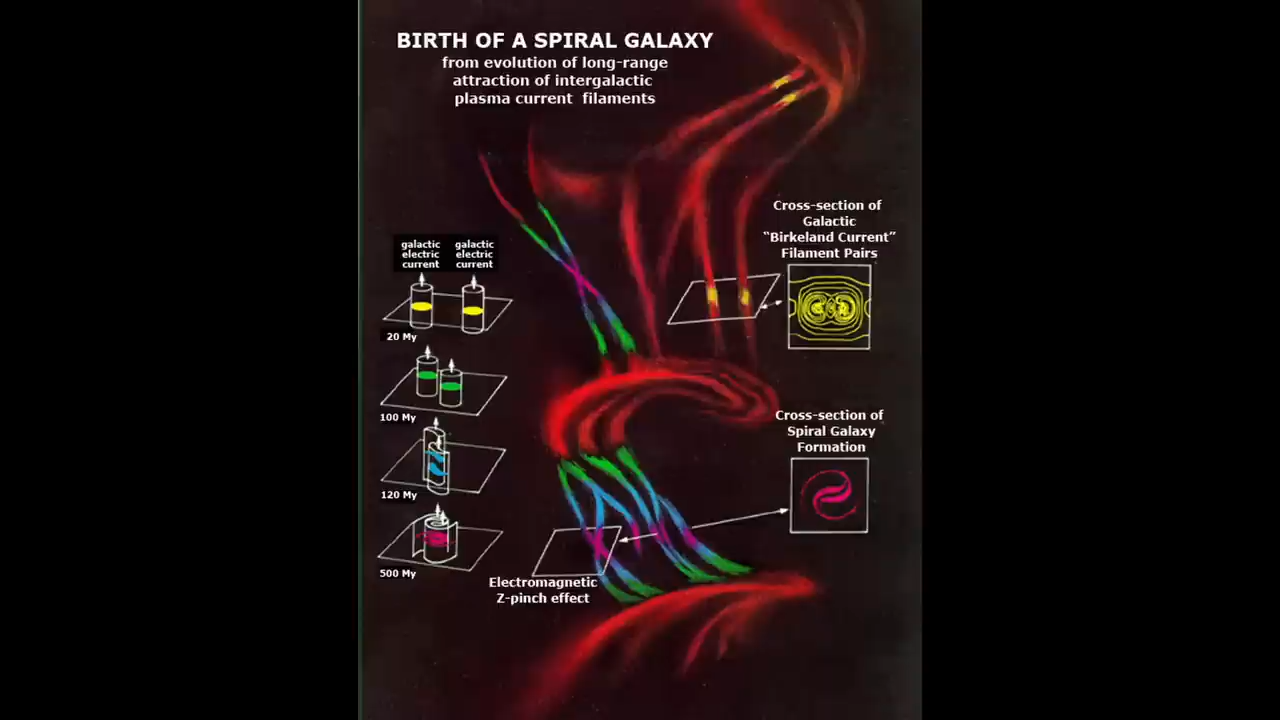 BIRTH OF A SPIRAL GALAXY
from evolution of long-range
attraction of intergalactic
plasma current filaments
Cross-section of
Galactic
“Birkeland Current”
Filament Pairs
galactic
electric
current
galactic
electric
current
20 My
100 My
120 My
500 My
Cross-section of
Spiral Galaxy
Formation
Electromagnetic
Z-pinch effect